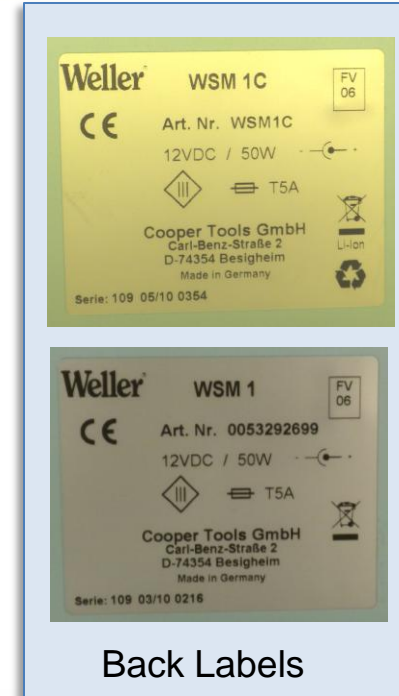 Weller WSM 1C FV 06
Art. Nr. WSM1C
12VDC / 50W
T5A
Cooper Tools GmbH
Carl-Benz-Straße 2
D-74354 Besigheim
Made in Germany
Li-Ion
Serie: 109 05/10 0354
Weller WSM 1 FV 06
Art. Nr. 0053292699
12VDC / 50W
T5A
Cooper Tools GmbH
Carl-Benz-Straße 2
D-74354 Besigheim
Made in Germany
Serie: 109 03/10 0216
Back Labels